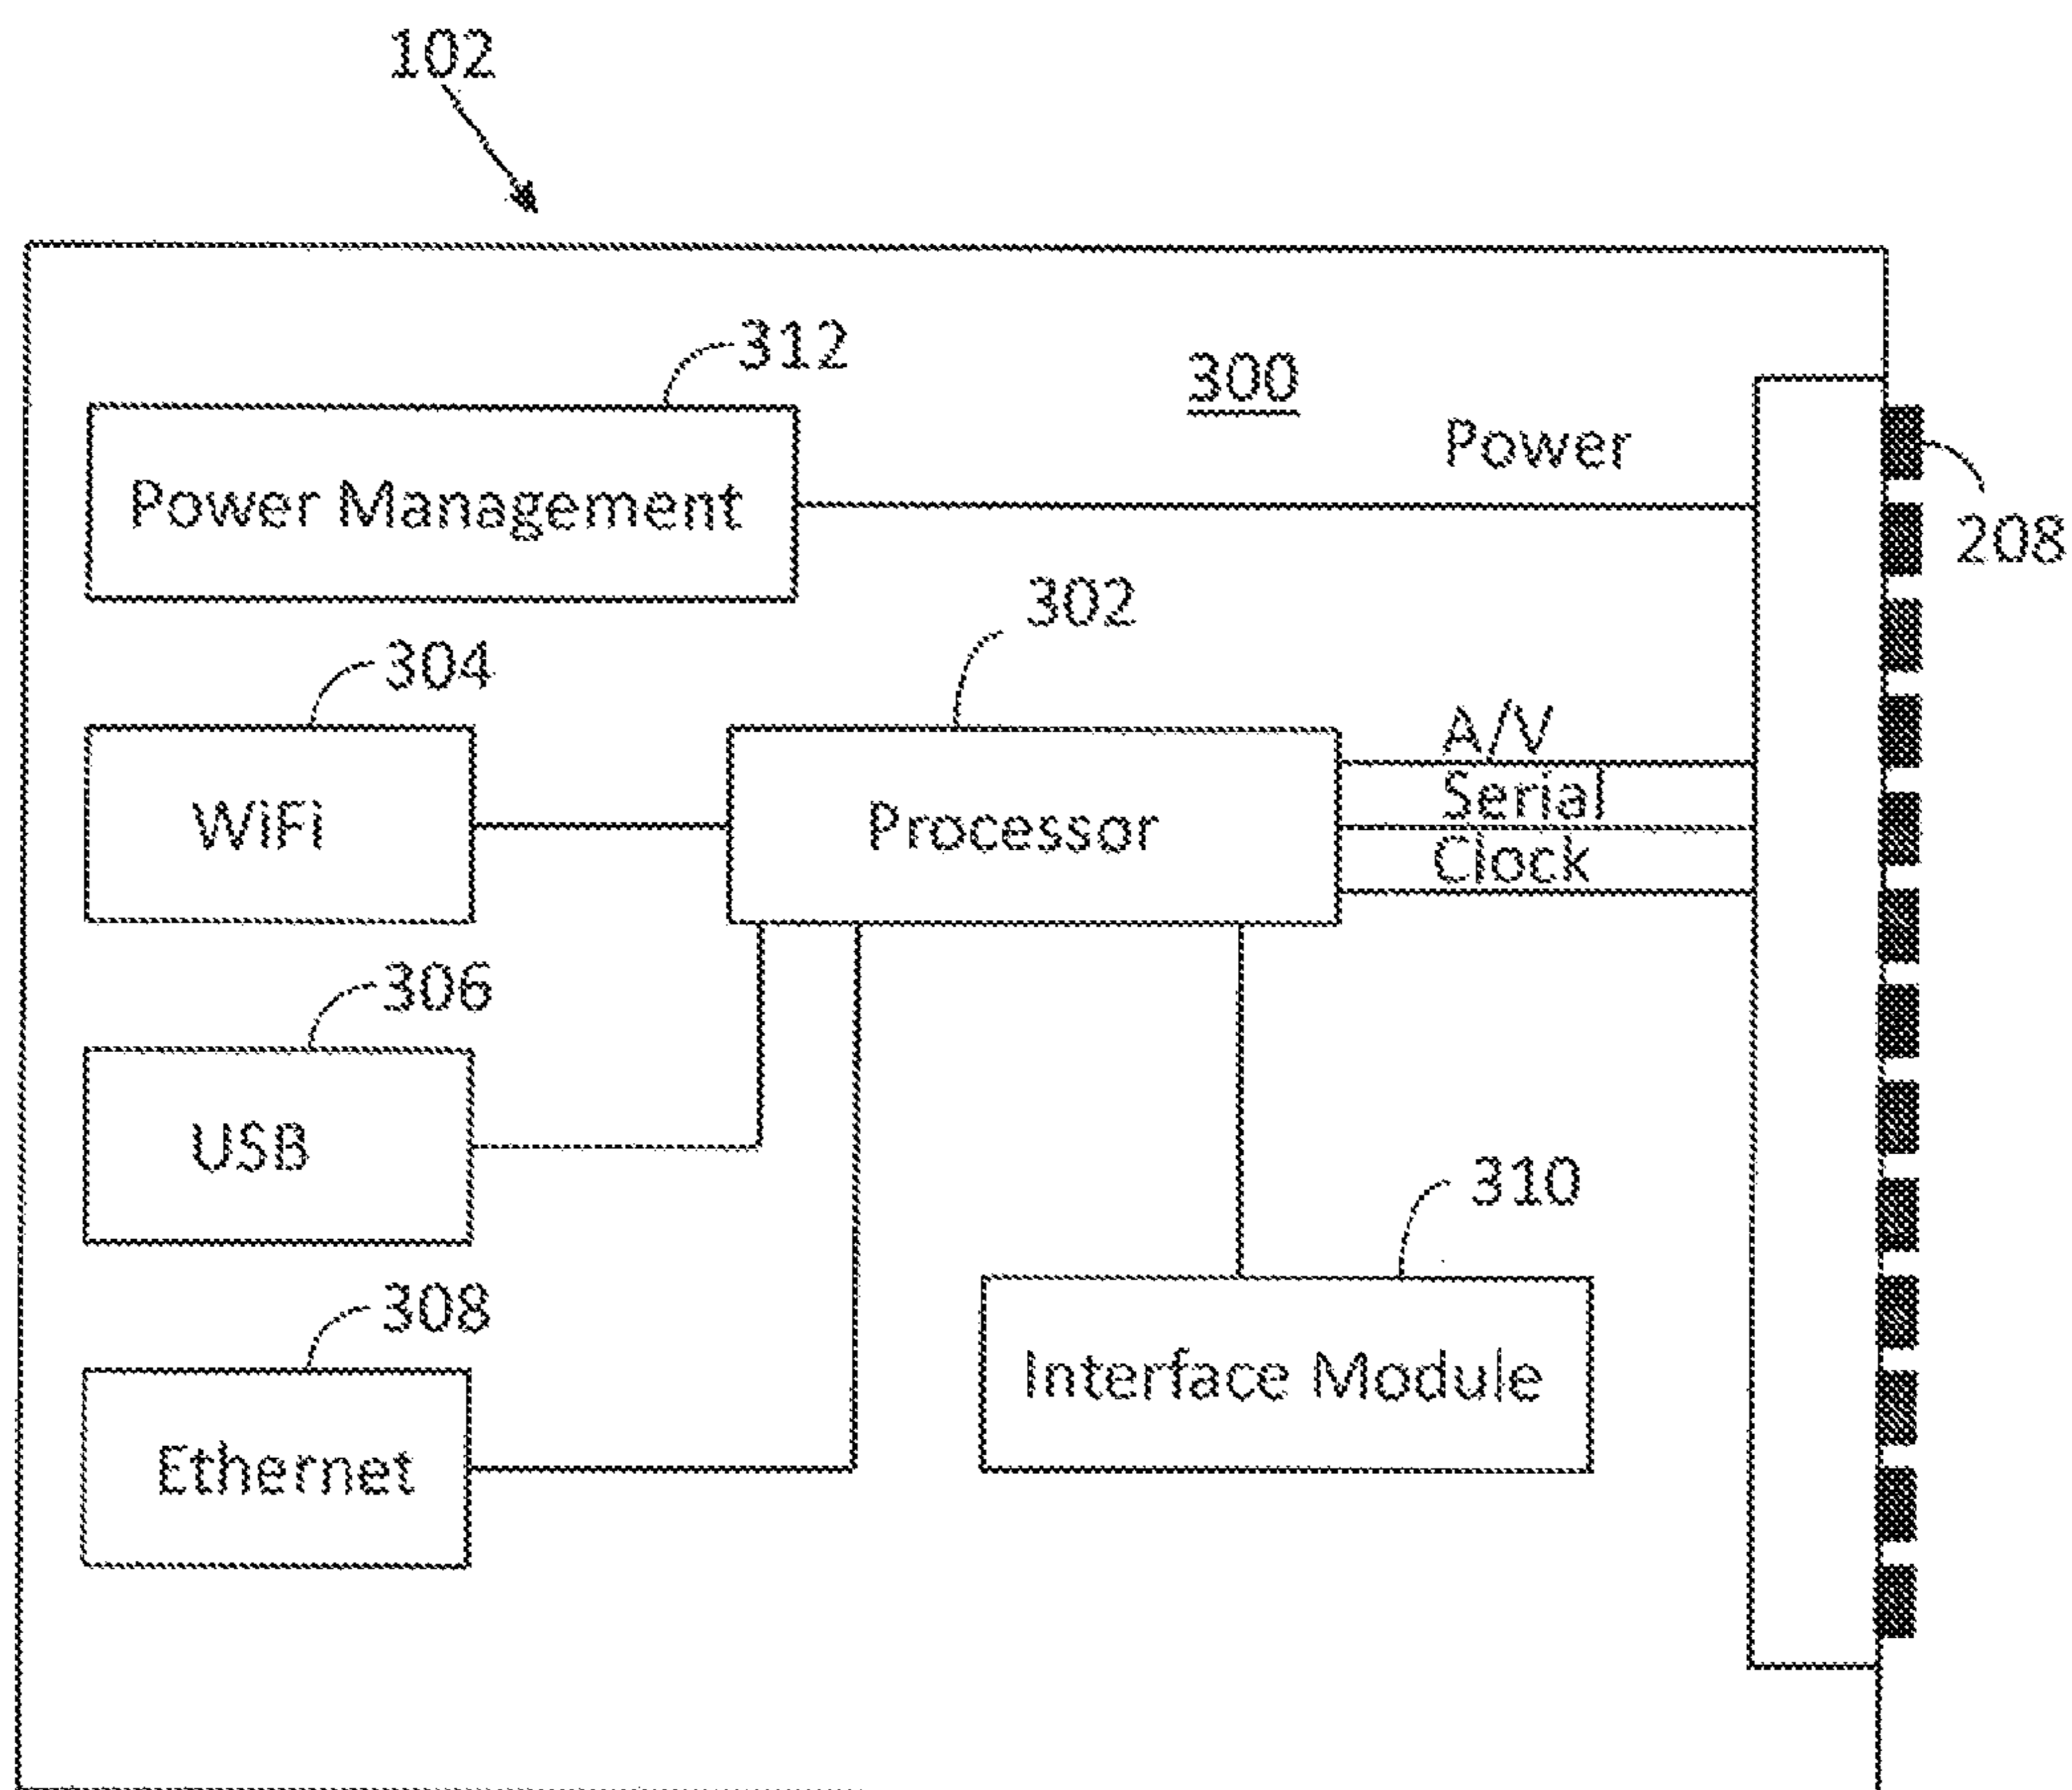 102
312
300
Power
Power Management
208
302
304
A/V
WiFi
Processor
Serial
Clock
306
USB
310
308
Interface Module
Ethernet